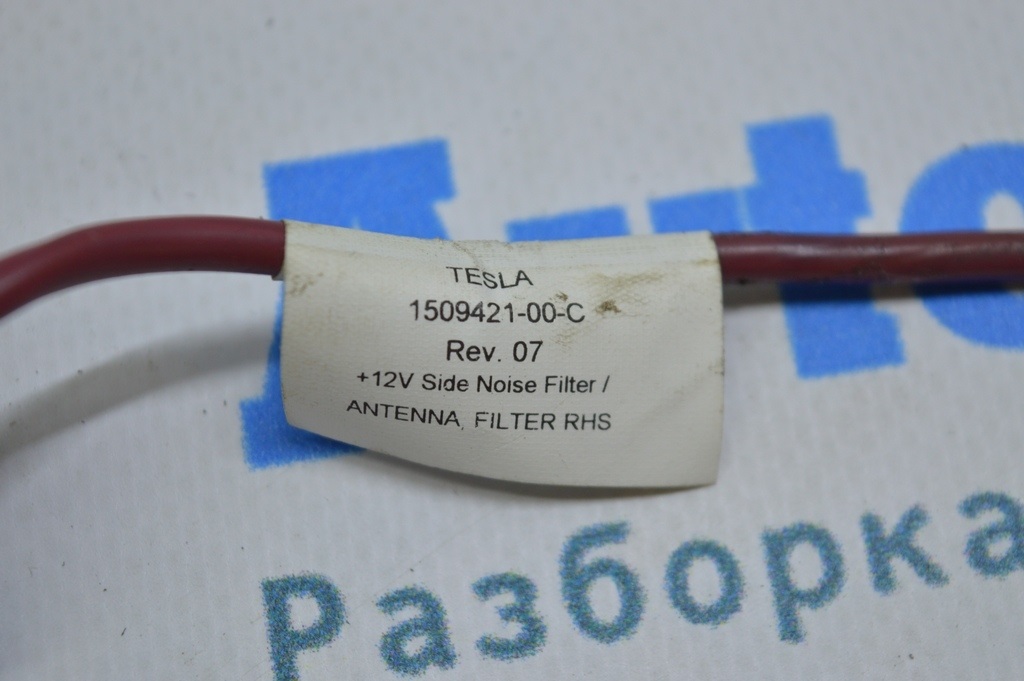 TESLA
1509421-00-C
Rev. 07
+12V Side Noise Filter /
ANTENNA, FILTER RHS
Разборка